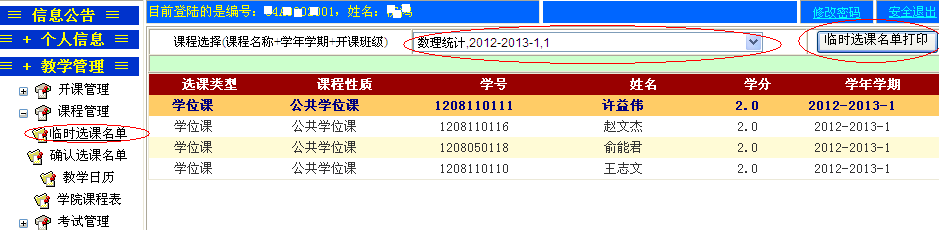 ≡ 信息公告 ≡
≡ + 个人信息 ≡
≡ + 教学管理 ≡
开课管理
课程管理
临时选课名单
确认选课名单
教学日历
学院课程表
考试管理
目前登陆的是编号: 001, 姓名:
修改密码 安全退出
课程选择(课程名称+学年学期+开课班级) 数理统计,2012-2013-1,1 临时选课名单打印
选课类型 课程性质 学号 姓名 学分 学年学期
学位课 公共学位课 1208110111 许益伟 2.0 2012-2013-1
学位课 公共学位课 1208110116 赵文杰 2.0 2012-2013-1
学位课 公共学位课 1208050118 俞能君 2.0 2012-2013-1
学位课 公共学位课 1208110110 王志文 2.0 2012-2013-1